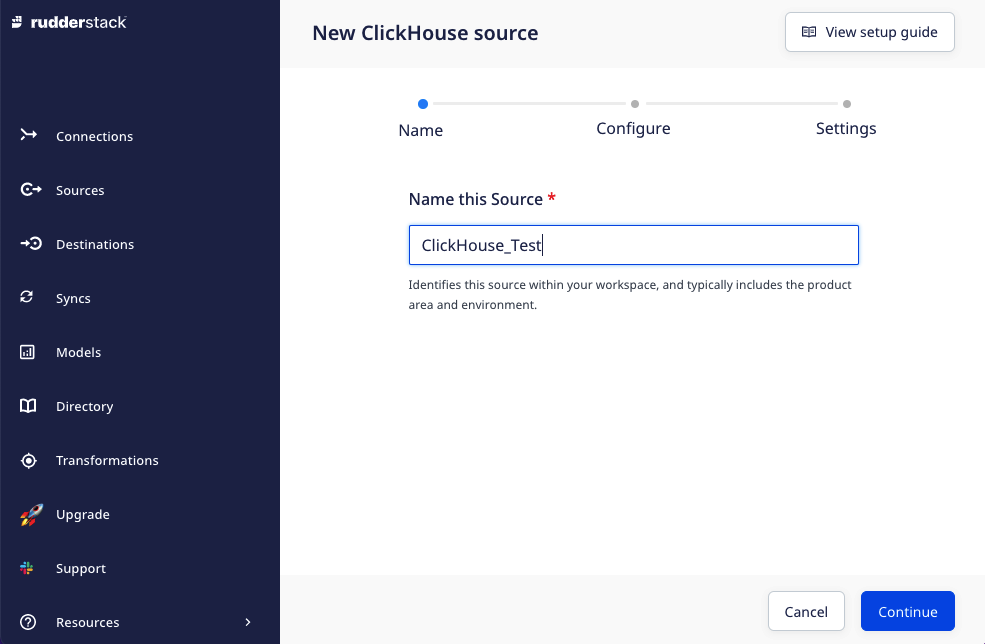 rudderstack
Connections
Sources
Destinations
Syncs
Models
Directory
Transformations
Upgrade
Support
Resources
New ClickHouse source
View setup guide
Name
Configure
Settings
Name this Source *
ClickHouse_Test
Identifies this source within your workspace, and typically includes the product
area and environment.
Cancel
Continue